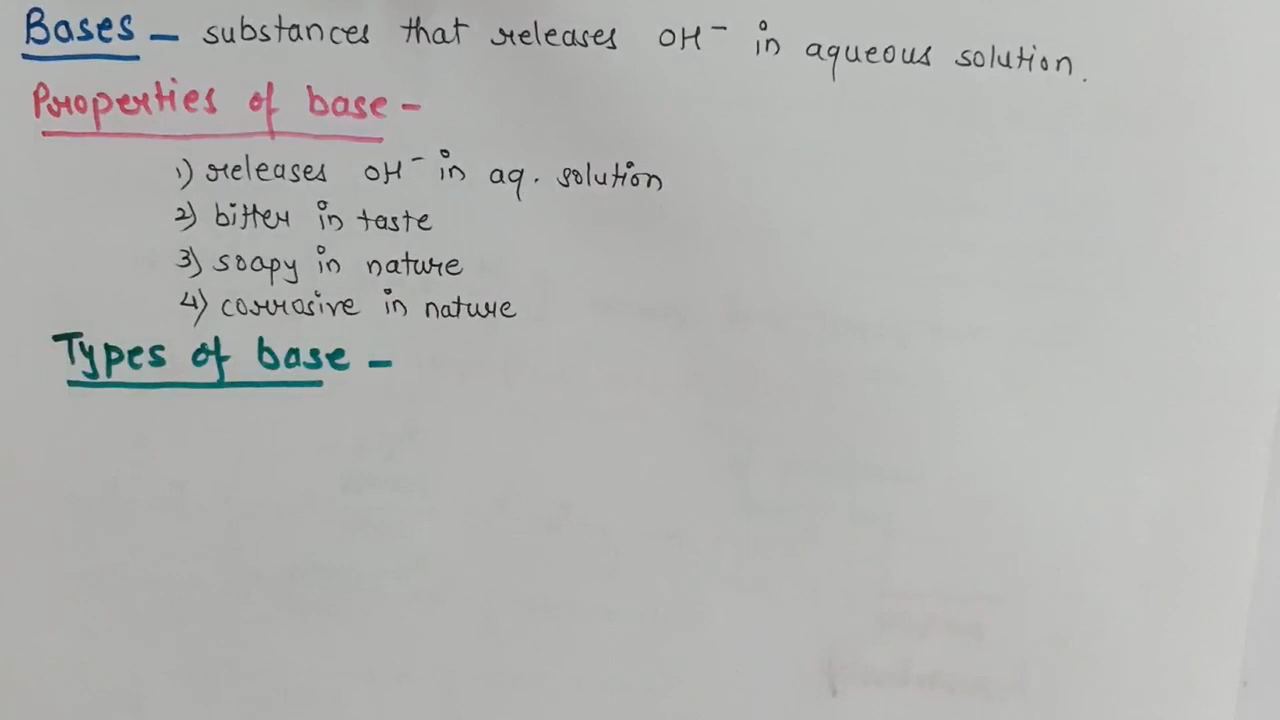 Bases - substances that releases OH⁻ in aqueous solution.
Properties of base -
1) releases OH⁻ in aq. solution
2) bitter in taste
3) soapy in nature
4) corrosive in nature
Types of base -